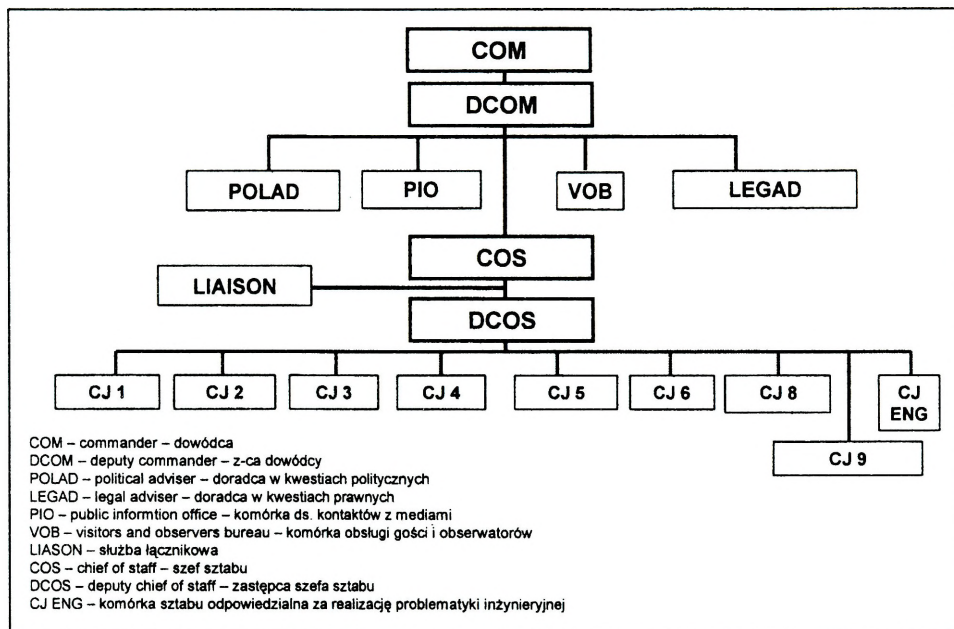 COM
DCOM
POLAD PIO VOB LEGAD
COS
LIAISON
DCOS
CJ 1 CJ 2 CJ 3 CJ 4 CJ 5 CJ 6 CJ 8 CJ ENG
CJ 9
COM – commander – dowódca
DCOM – deputy commander – z-ca dowódcy
POLAD – political adviser – doradca w kwestiach politycznych
LEGAD – legal adviser – doradca w kwestiach prawnych
PIO – public informtion office – komórka ds. kontaktów z mediami
VOB – visitors and observers bureau – komórka obsługi gości i obserwatorów
LIASON – służba łącznikowa
COS – chief of staff – szef sztabu
DCOS – deputy chief of staff – zastępca szefa sztabu
CJ ENG – komórka sztabu odpowiedzialna za realizację problematyki inżynieryjnej